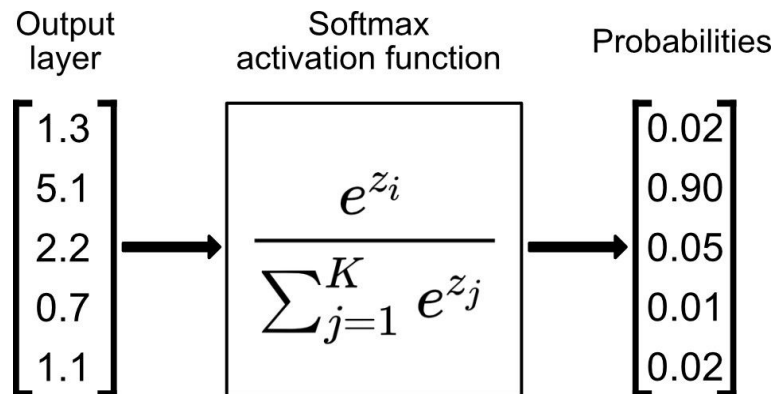 Output
layer
Softmax
activation function
Probabilities
1.3
5.1
2.2
0.7
1.1
e^{z_i}
∑_{j=1}^{K} e^{z_j}
0.02
0.90
0.05
0.01
0.02